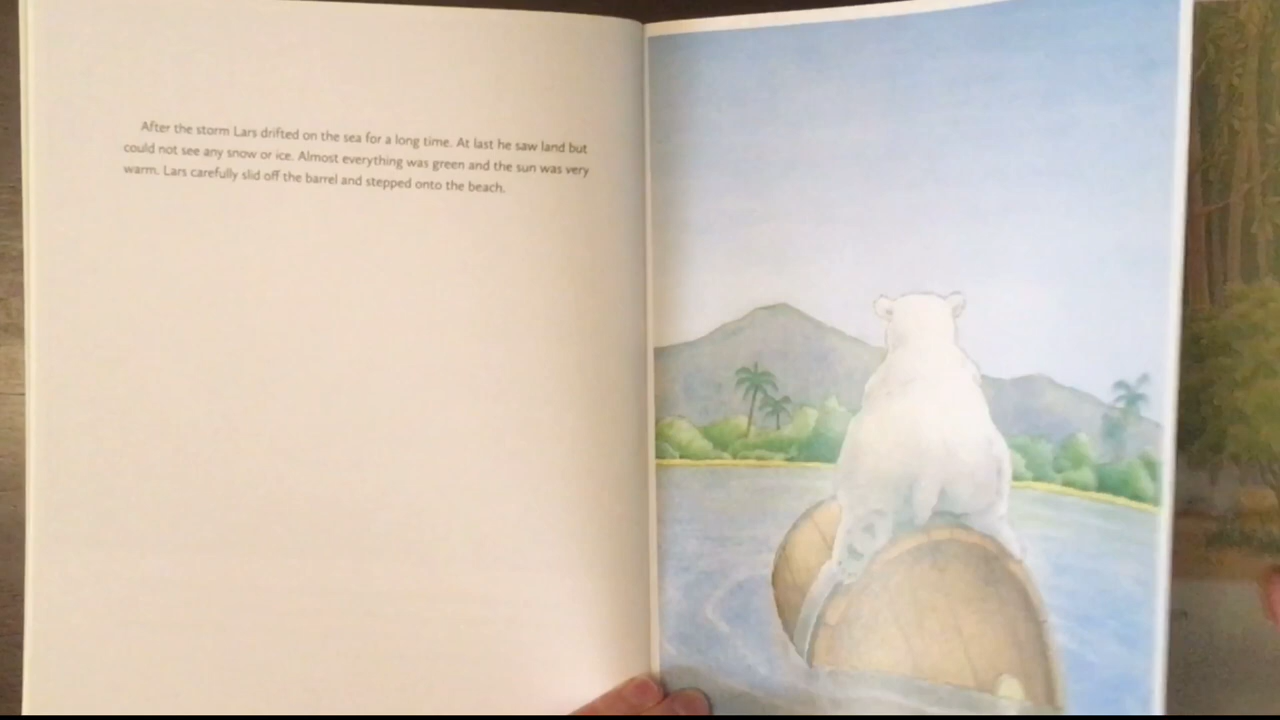 After the storm Lars drifted on the sea for a long time. At last he saw land but
could not see any snow or ice. Almost everything was green and the sun was very
warm. Lars carefully slid off the barrel and stepped onto the beach.